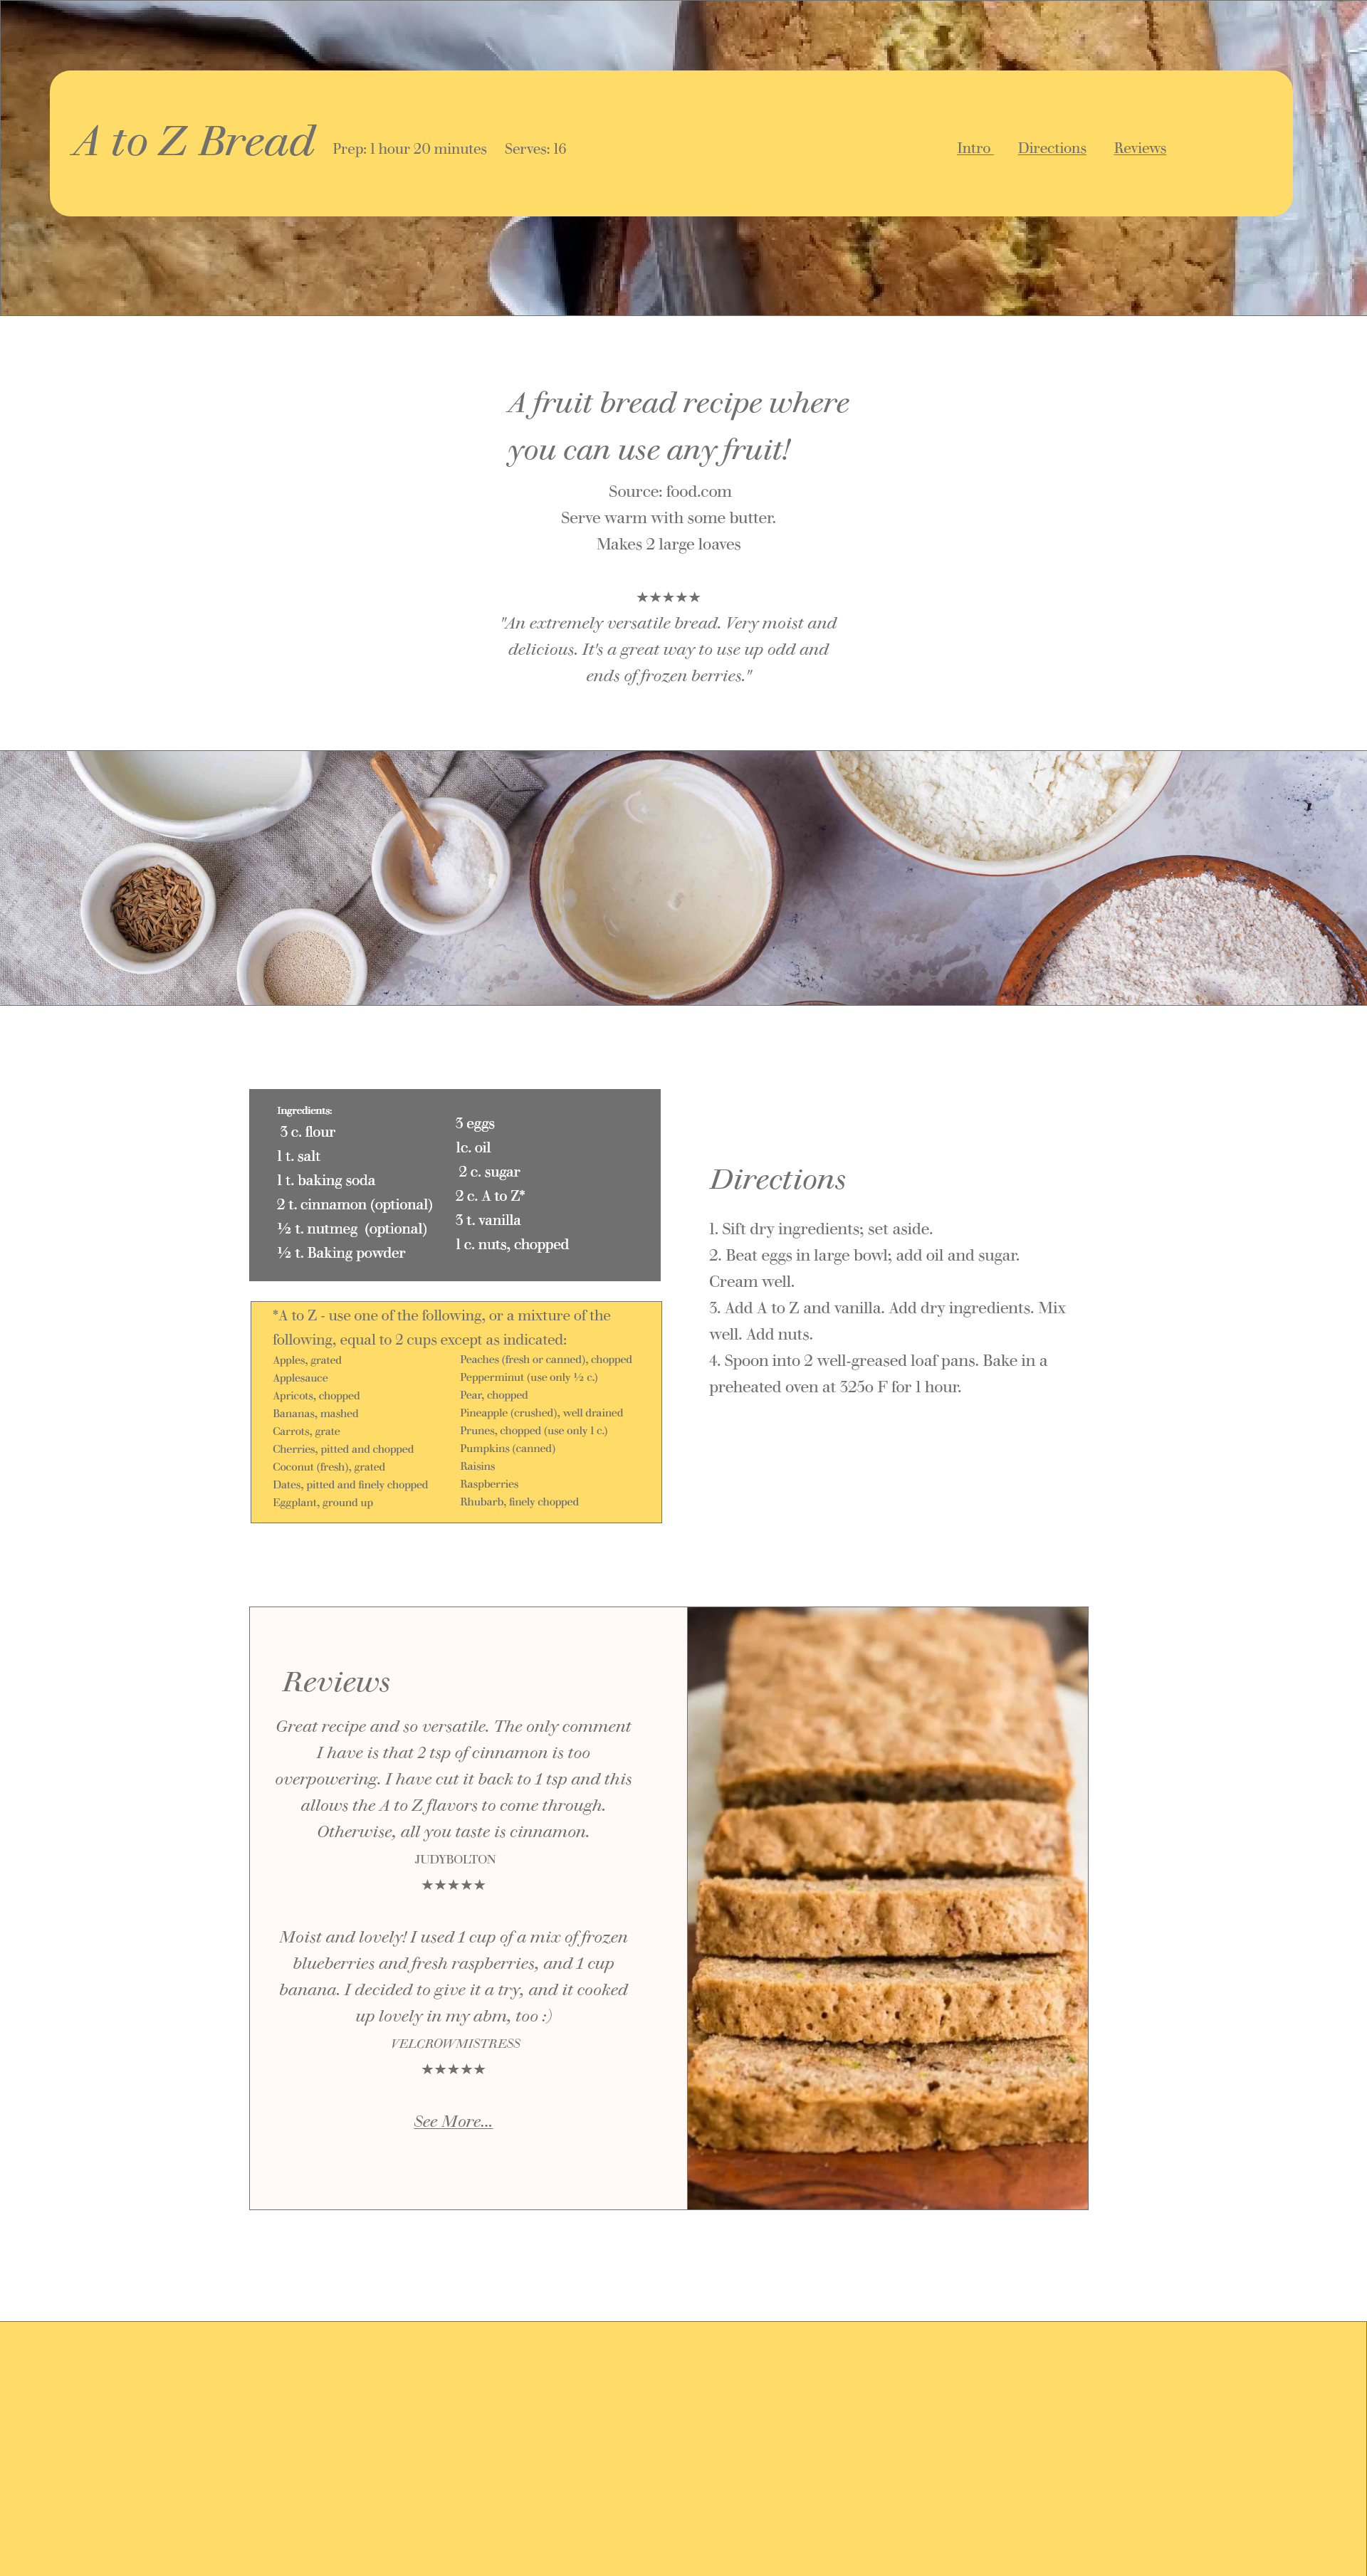 A to Z Bread Prep: 1 hour 20 minutes Serves: 16 Intro Directions Reviews
A fruit bread recipe where
you can use any fruit!
Source: food.com
Serve warm with some butter.
Makes 2 large loaves
★★★★★
"An extremely versatile bread. Very moist and
delicious. It's a great way to use up odd and
ends of frozen berries."
Ingredients:
3 c. flour
1 t. salt
1 t. baking soda
2 t. cinnamon (optional)
½ t. nutmeg (optional)
½ t. Baking powder
3 eggs
1c. oil
2 c. sugar
2 c. A to Z*
3 t. vanilla
1 c. nuts, chopped
*A to Z - use one of the following, or a mixture of the
following, equal to 2 cups except as indicated:
Apples, grated
Applesauce
Apricots, chopped
Bananas, mashed
Carrots, grate
Cherries, pitted and chopped
Coconut (fresh), grated
Dates, pitted and finely chopped
Eggplant, ground up
Peaches (fresh or canned), chopped
Pepperminut (use only ½ c.)
Pear, chopped
Pineapple (crushed), well drained
Prunes, chopped (use only 1 c.)
Pumpkins (canned)
Raisins
Raspberries
Rhubarb, finely chopped
Directions
1. Sift dry ingredients; set aside.
2. Beat eggs in large bowl; add oil and sugar.
Cream well.
3. Add A to Z and vanilla. Add dry ingredients. Mix
well. Add nuts.
4. Spoon into 2 well-greased loaf pans. Bake in a
preheated oven at 325o F for 1 hour.
Reviews
Great recipe and so versatile. The only comment
I have is that 2 tsp of cinnamon is too
overpowering. I have cut it back to 1 tsp and this
allows the A to Z flavors to come through.
Otherwise, all you taste is cinnamon.
JUDYBOLTON
★★★★★
Moist and lovely! I used 1 cup of a mix of frozen
blueberries and fresh raspberries, and 1 cup
banana. I decided to give it a try, and it cooked
up lovely in my abm, too :)
VELCROWMISTRESS
★★★★★
See More...